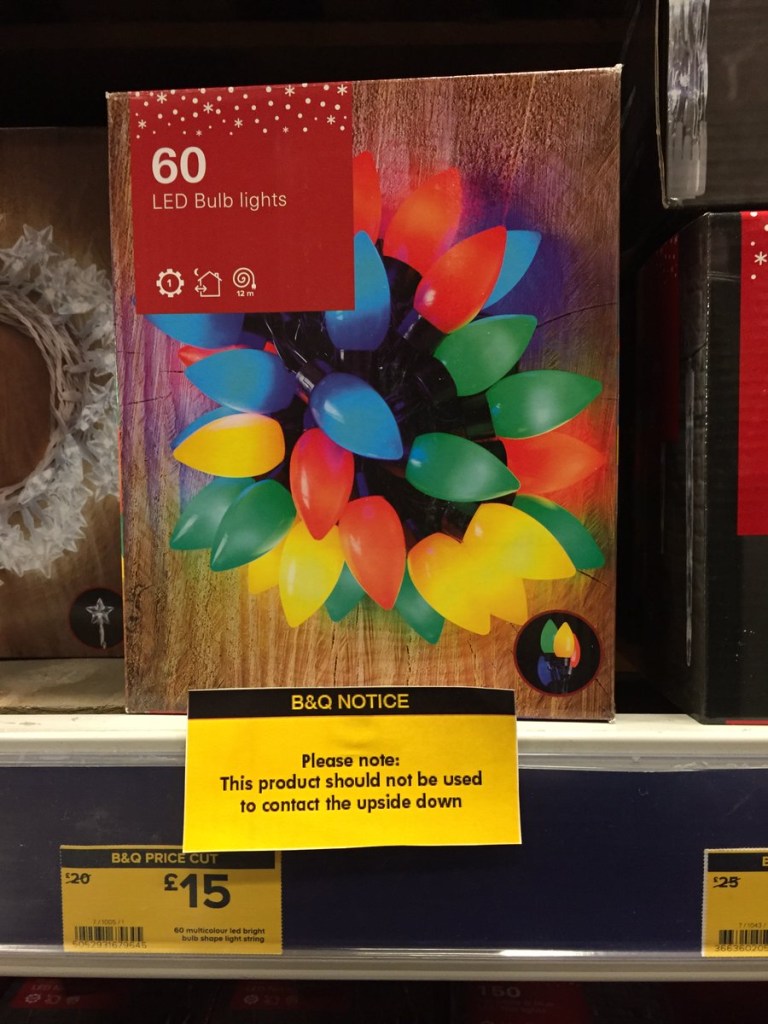 60
LED Bulb lights
1
12 m
B&Q NOTICE
Please note:
This product should not be used
to contact the upside down
B&Q PRICE CUT
£20
£15
60 multicolour led bright
bulb shape light string
£25